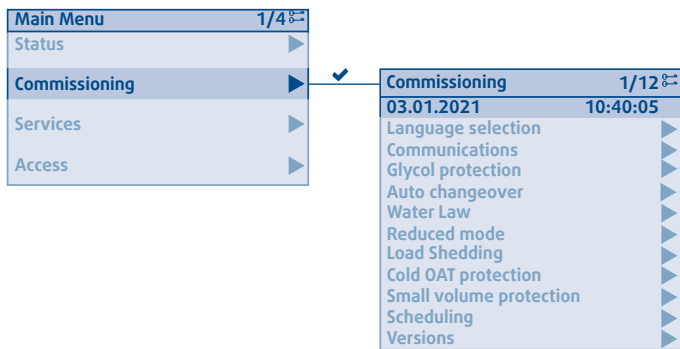 Main Menu 1/4
Status
Commissioning
Services
Access
Commissioning 1/12
03.01.2021 10:40:05
Language selection
Communications
Glycol protection
Auto changeover
Water Law
Reduced mode
Load Shedding
Cold OAT protection
Small volume protection
Scheduling
Versions